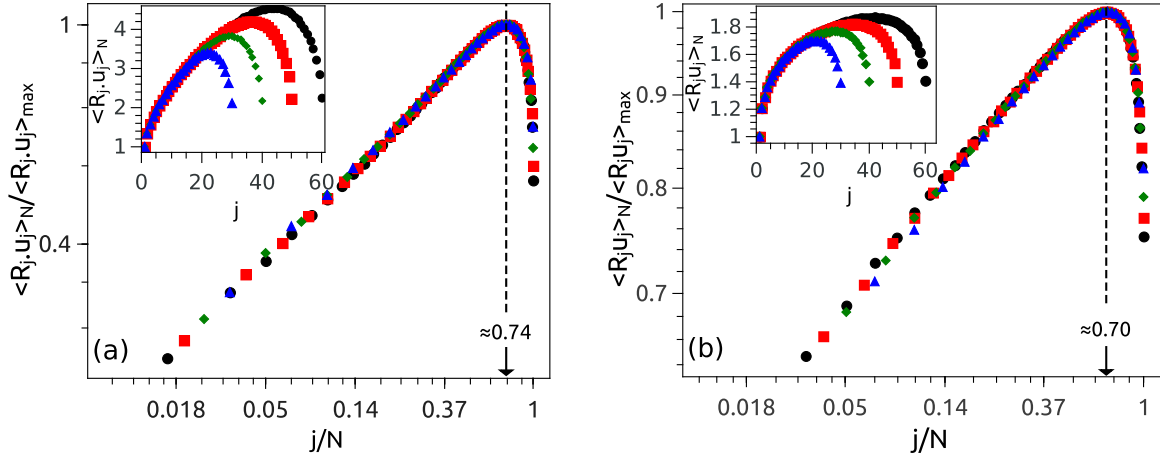 1
0.4
<R_j.u_j>_N/<R_j.u_j>_max
4
3
2
1
<R_j.u_j>_N
0 20 40 60
j
≈0.74
(a)
0.018 0.05 0.14 0.37 1
j/N
1
0.9
0.8
0.7
<R_ju_j>_N/<R_ju_j>_max
1.8
1.6
1.4
1.2
1
<R_ju_j>_N
0 20 40 60
j
≈0.70
(b)
0.018 0.05 0.14 0.37 1
j/N